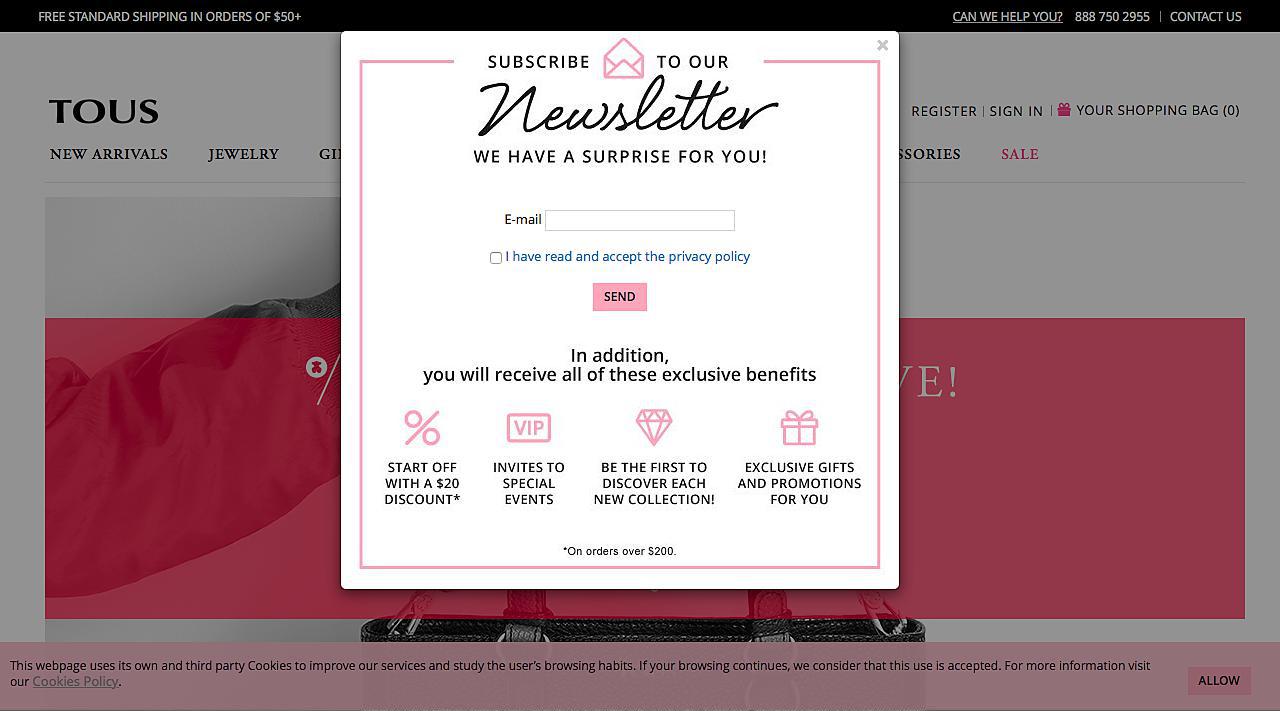 FREE STANDARD SHIPPING IN ORDERS OF $50+
CAN WE HELP YOU? 888 750 2955 | CONTACT US
TOUS
REGISTER | SIGN IN | YOUR SHOPPING BAG (0)
NEW ARRIVALS JEWELRY SALE
×
SUBSCRIBE TO OUR
Newsletter
WE HAVE A SURPRISE FOR YOU!
E-mail
I have read and accept the privacy policy
SEND
In addition,
you will receive all of these exclusive benefits
%
VIP
START OFF
WITH A $20
DISCOUNT*
INVITES TO
SPECIAL
EVENTS
BE THE FIRST TO
DISCOVER EACH
NEW COLLECTION!
EXCLUSIVE GIFTS
AND PROMOTIONS
FOR YOU
*On orders over $200.
This webpage uses its own and third party Cookies to improve our services and study the user's browsing habits. If your browsing continues, we consider that this use is accepted. For more information visit
our Cookies Policy.
ALLOW